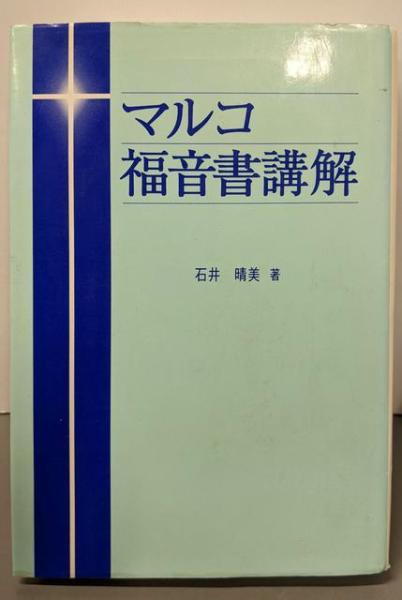 マルコ
福音書講解
石井 晴美 著